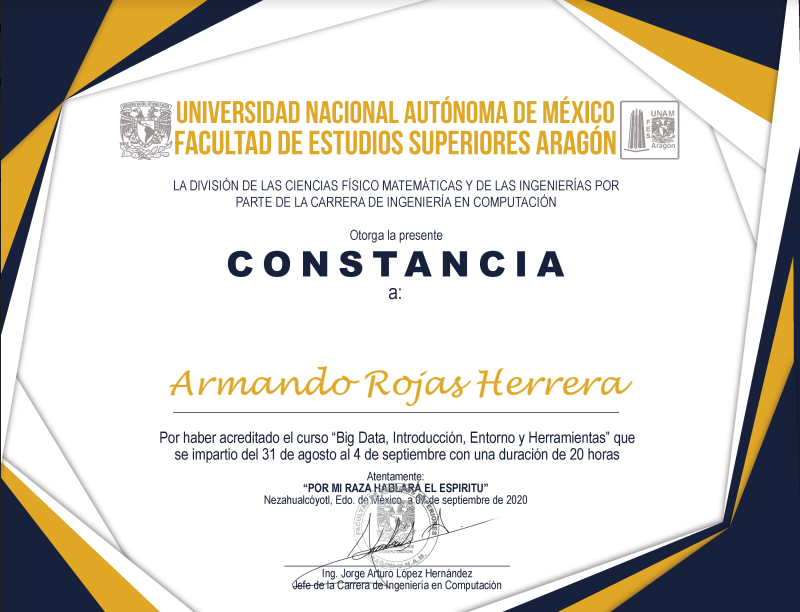 UNIVERSIDAD NACIONAL AUTÓNOMA DE MÉXICO
FACULTAD DE ESTUDIOS SUPERIORES ARAGÓN
UNAM
FES
Aragón
LA DIVISIÓN DE LAS CIENCIAS FÍSICO MATEMÁTICAS Y DE LAS INGENIERÍAS POR
PARTE DE LA CARRERA DE INGENIERÍA EN COMPUTACIÓN
Otorga la presente
CONSTANCIA
a:
Armando Rojas Herrera
Por haber acreditado el curso “Big Data, Introducción, Entorno y Herramientas” que
se impartio del 31 de agosto al 4 de septiembre con una duración de 20 horas
Atentamente:
“POR MI RAZA HABLARÁ EL ESPIRITU”
Nezahualcóyotl, Edo. de México, a 07 de septiembre de 2020
Ing. Jorge Arturo López Hernández
Jefe de la Carrera de Ingeniería en Computación